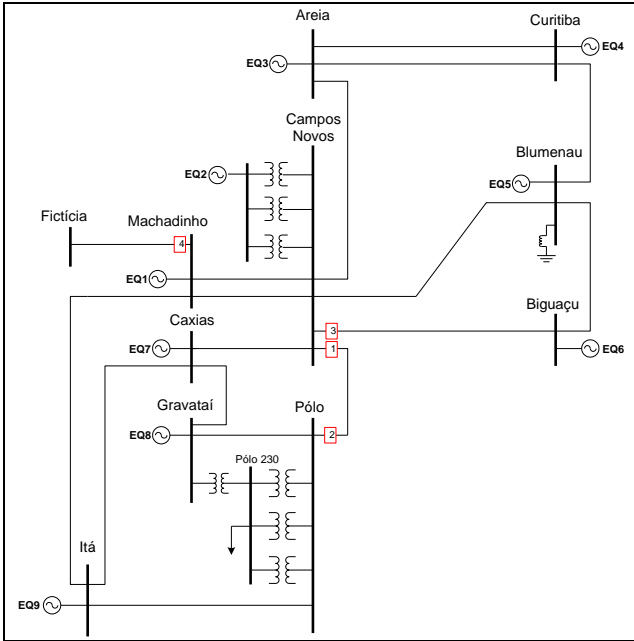 Areia
Curitiba
EQ3
EQ4
Campos
Novos
Blumenau
EQ2
EQ5
Fictícia
Machadinho
4
EQ1
Biguaçu
Caxias
3
EQ7
1
EQ6
Gravataí
Pólo
EQ8
2
Pólo 230
Itá
EQ9